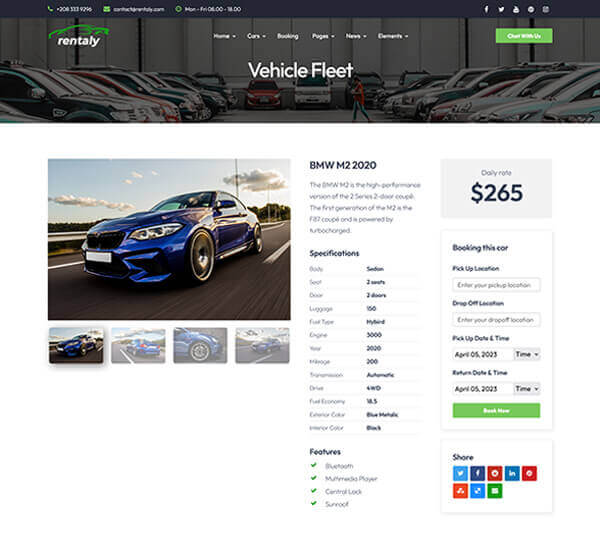 +208 333 9296 contact@rentaly.com Mon - Fri 08.00 - 18.00
rentaly
Home Cars Booking Pages News Elements
Chat With Us
Vehicle Fleet
BMW M2 2020
The BMW M2 is the high-performance
version of the 2 Series 2-door coupé.
The first generation of the M2 is the
F87 coupé and is powered by
turbocharged.
Specifications
Body Sedan
Seat 2 seats
Door 2 doors
Luggage 150
Fuel Type Hybird
Engine 3000
Year 2020
Mileage 200
Transmission Automatic
Drive 4WD
Fuel Economy 18.5
Exterior Color Blue Metalic
Interior Color Black
Features
Bluetooth
Multimedia Player
Central Lock
Sunroof
Daily rate
$265
Booking this car
Pick Up Location
Enter your pickup location
Drop Off Location
Enter your dropoff location
Pick Up Date & Time
April 05, 2023 Time
Return Date & Time
April 05, 2023 Time
Book Now
Share